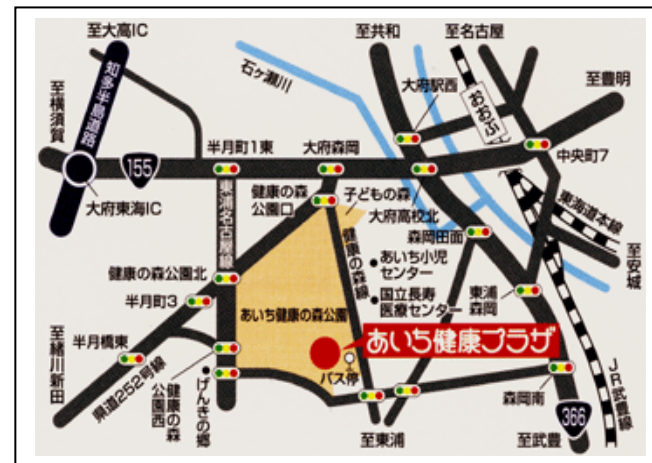 至大高IC
至共和
至名古屋
石ヶ瀬川
大府駅西
至豊明
知多半島道路
至横須賀
おおぶ
155
半月町1東
大府森岡
中央町7
大府東海IC
東浦名古屋線
健康の森
公園口
子どもの森
大府高校北
東海道本線
森岡田面
健康の森線
あいち小児
センター
至安城
健康の森公園北
半月町3
国立長寿
医療センター
東浦
森岡
あいち健康の森公園
あいち健康プラザ
半月橋東
至緒川新田
県道252号線
健康の森
公園西
げんきの郷
バス停
森岡南
JR武豊線
366
至東浦
至武豊